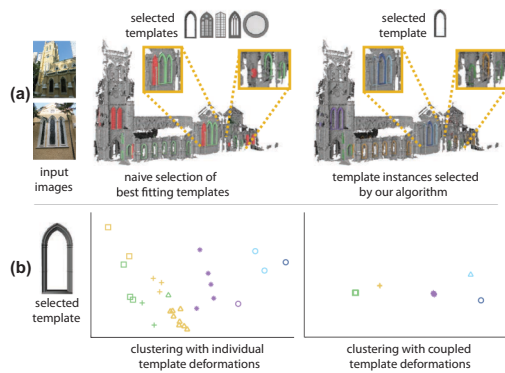 selected
templates
selected
template
(a)
input
images
naive selection of
best fitting templates
template instances selected
by our algorithm
(b)
selected
template
clustering with individual
template deformations
clustering with coupled
template deformations